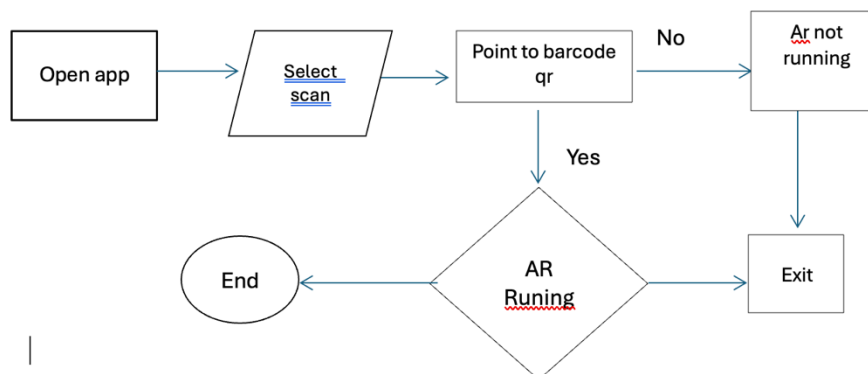 Open app
Select
scan
Point to barcode
qr
No
Ar not
running
Yes
End
AR
Runing
Exit